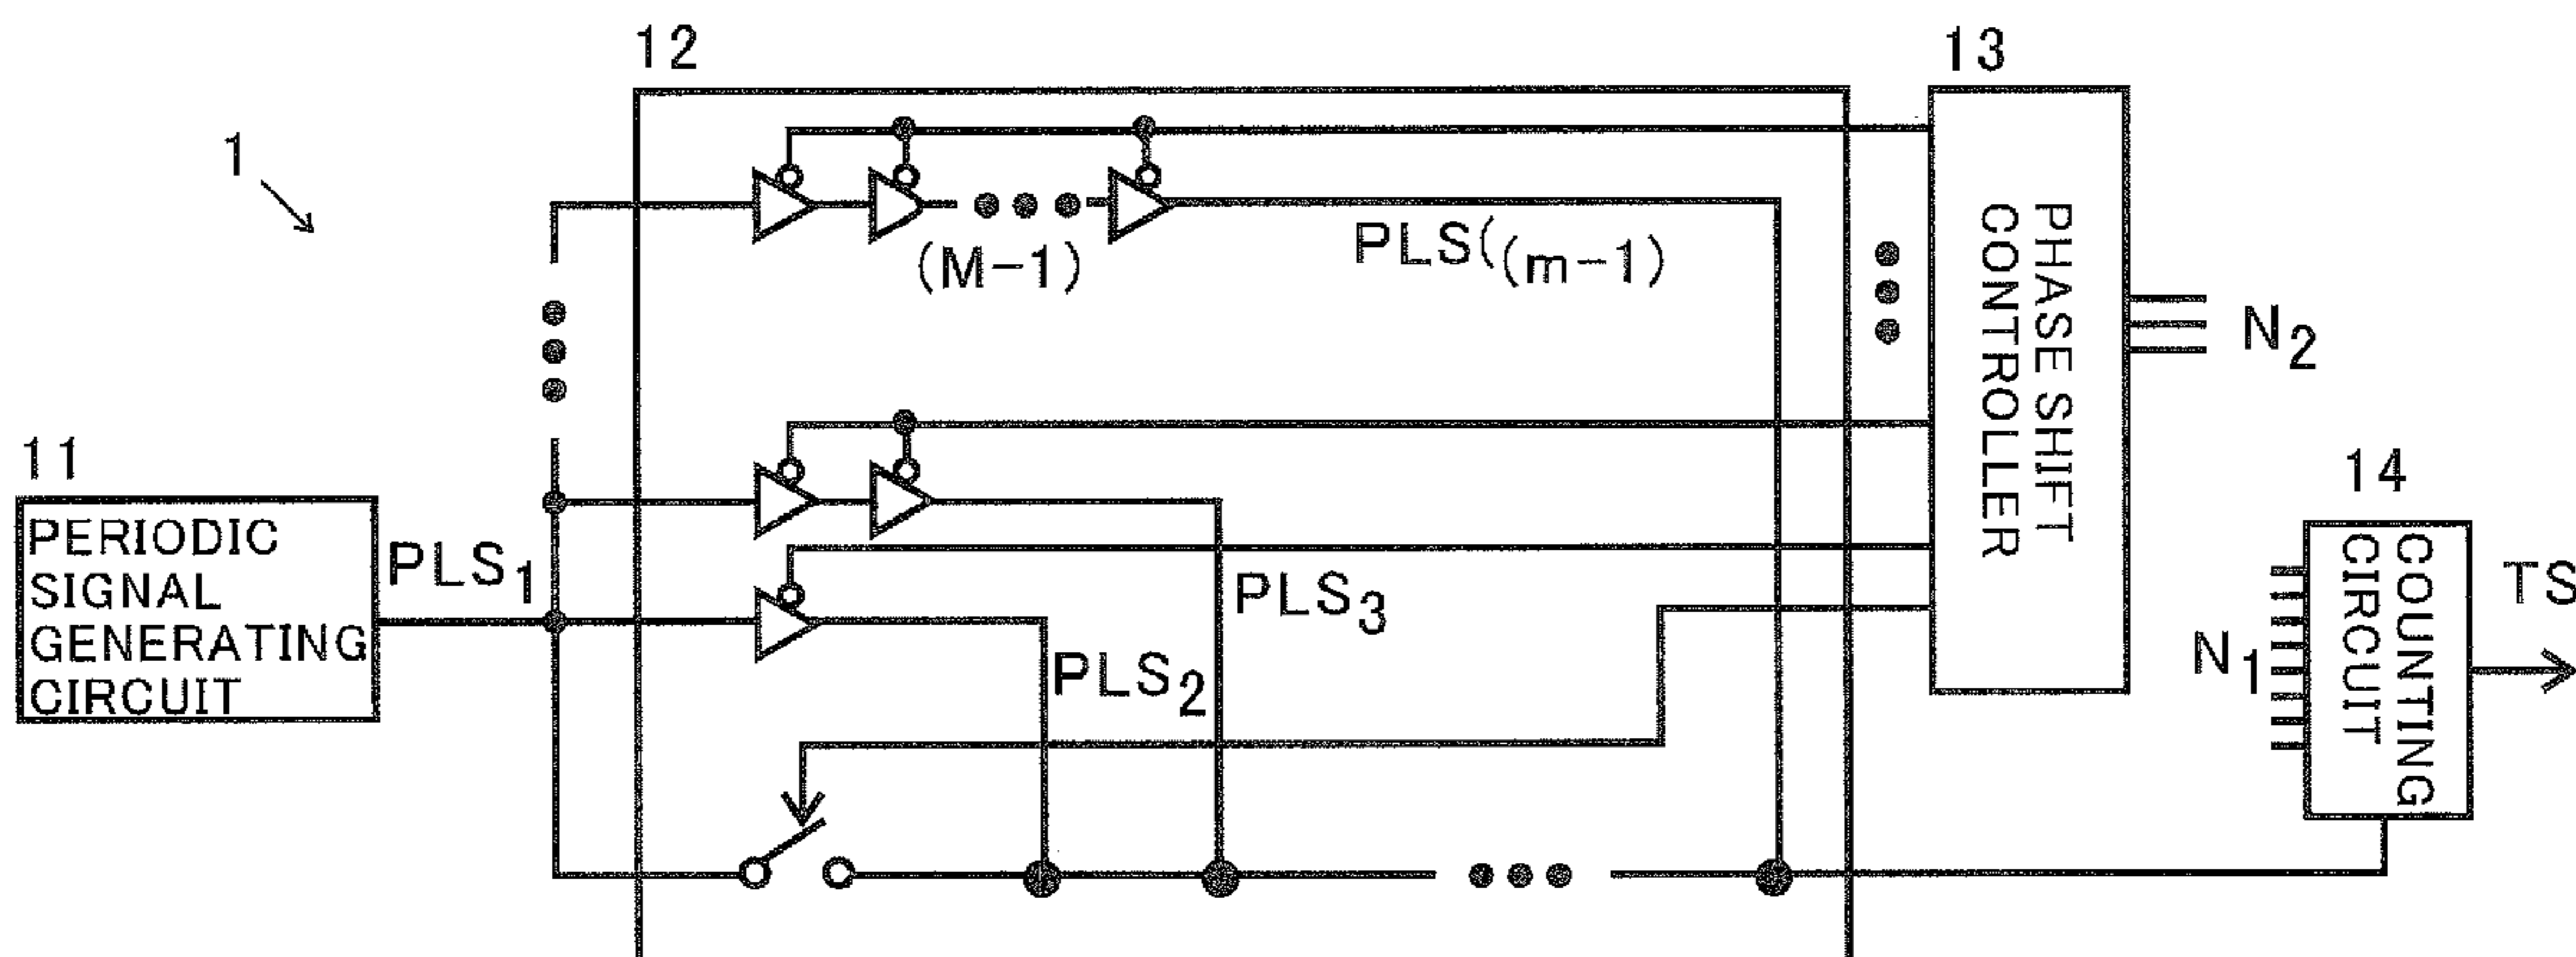 12
13
1
(M-1)
PLS((m-1)
PHASE SHIFT
CONTROLLER
N2
11
PERIODIC
SIGNAL
GENERATING
CIRCUIT
PLS1
PLS3
PLS2
14
N1
COUNTING
CIRCUIT
TS